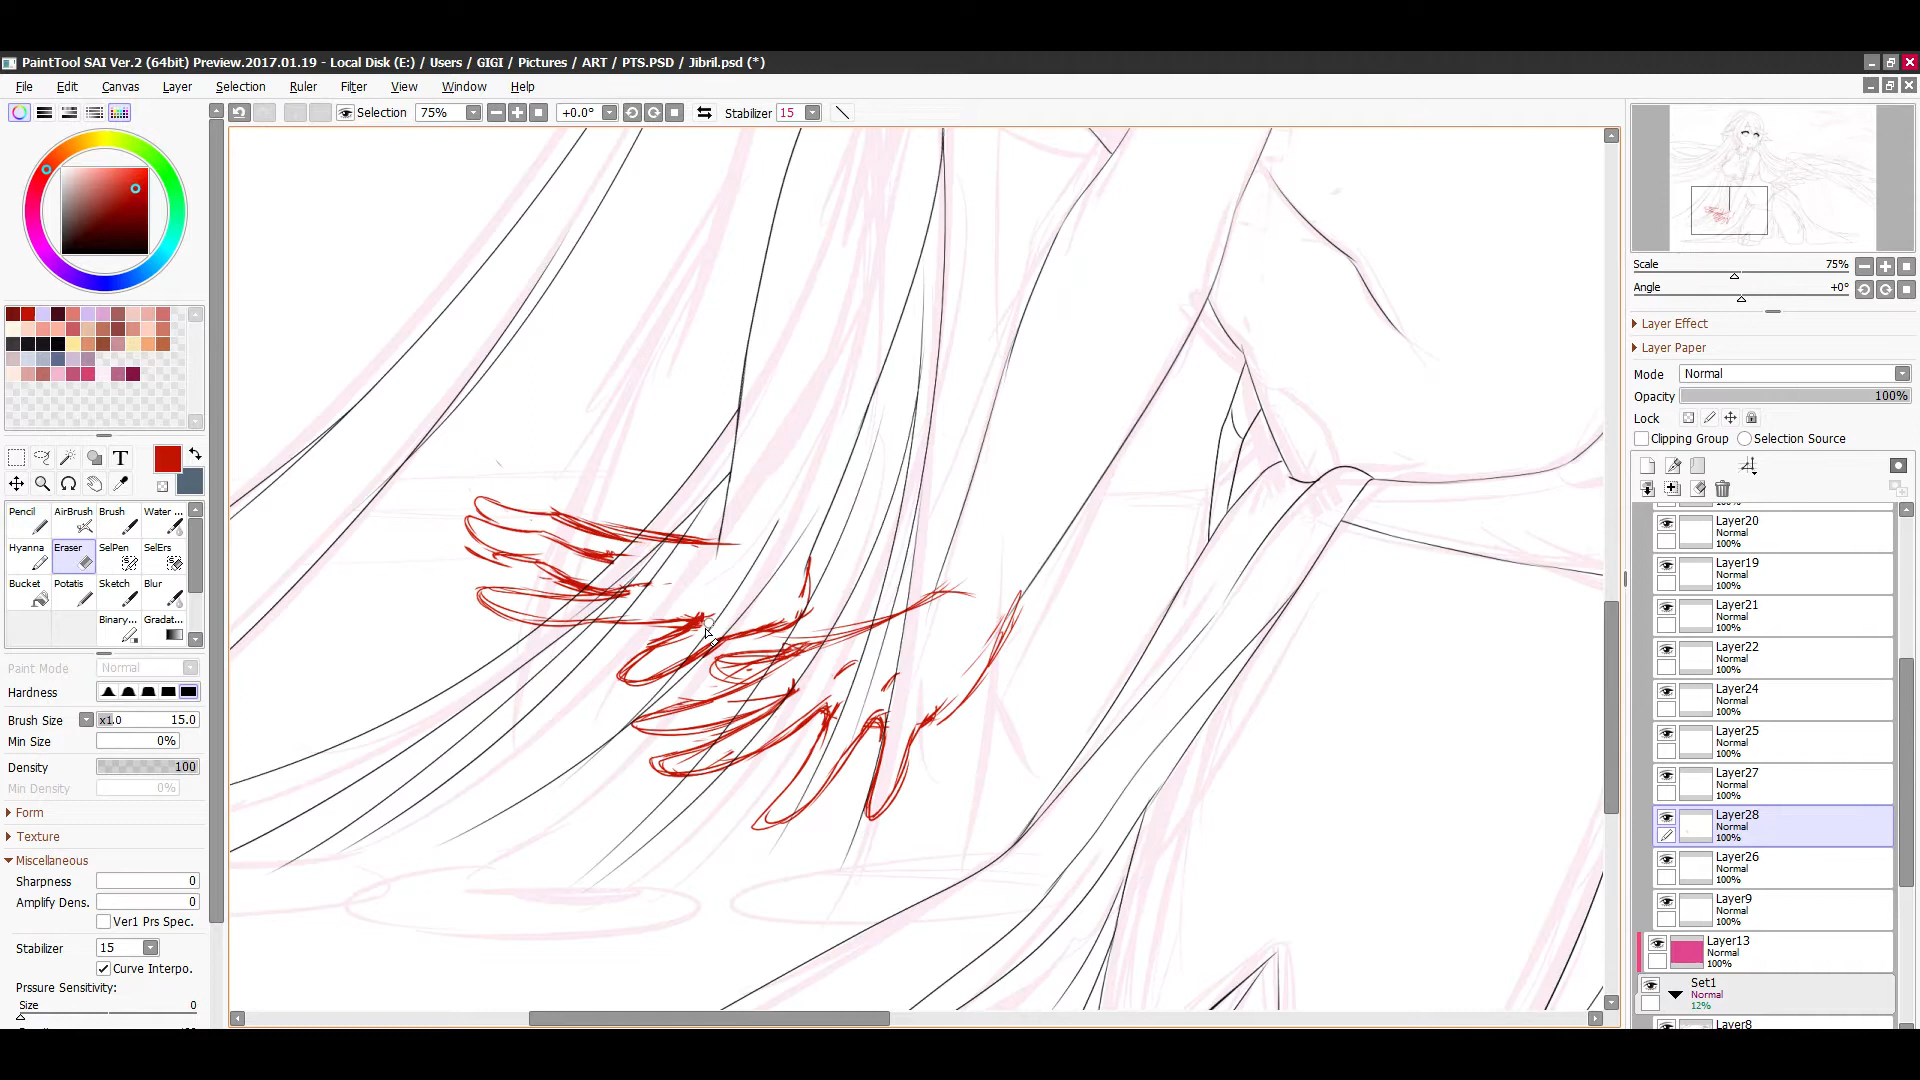 PaintTool SAI Ver.2 (64bit) Preview.2017.01.19 - Local Disk (E:) / Users / GIGI / Pictures / ART / PTS.PSD / Jibril.psd (*)
File Edit Canvas Layer Selection Ruler Filter View Window Help
Selection 75% +0.0° Stabilizer 15
T
Pencil AirBrush Brush Water ...
Hyanna Eraser SelPen SelErs
Bucket Potatis Sketch Blur
Binary... Gradat...
Paint Mode Normal
Hardness
Brush Size x1.0 15.0
Min Size 0%
Density 100
Min Density 0%
Form
Texture
Miscellaneous
Sharpness 0
Amplify Dens. 0
Ver1 Prs Spec.
Stabilizer 15
Curve Interpo.
Prssure Sensitivity:
Size 0
Scale 75%
Angle +0°
Layer Effect
Layer Paper
Mode Normal
Opacity 100%
Lock
Clipping Group Selection Source
100%
Layer20
Normal
100%
Layer19
Normal
100%
Layer21
Normal
100%
Layer22
Normal
100%
Layer24
Normal
100%
Layer25
Normal
100%
Layer27
Normal
100%
Layer28
Normal
100%
Layer26
Normal
100%
Layer9
Normal
100%
Layer13
Normal
100%
Set1
Normal
12%
Layer8